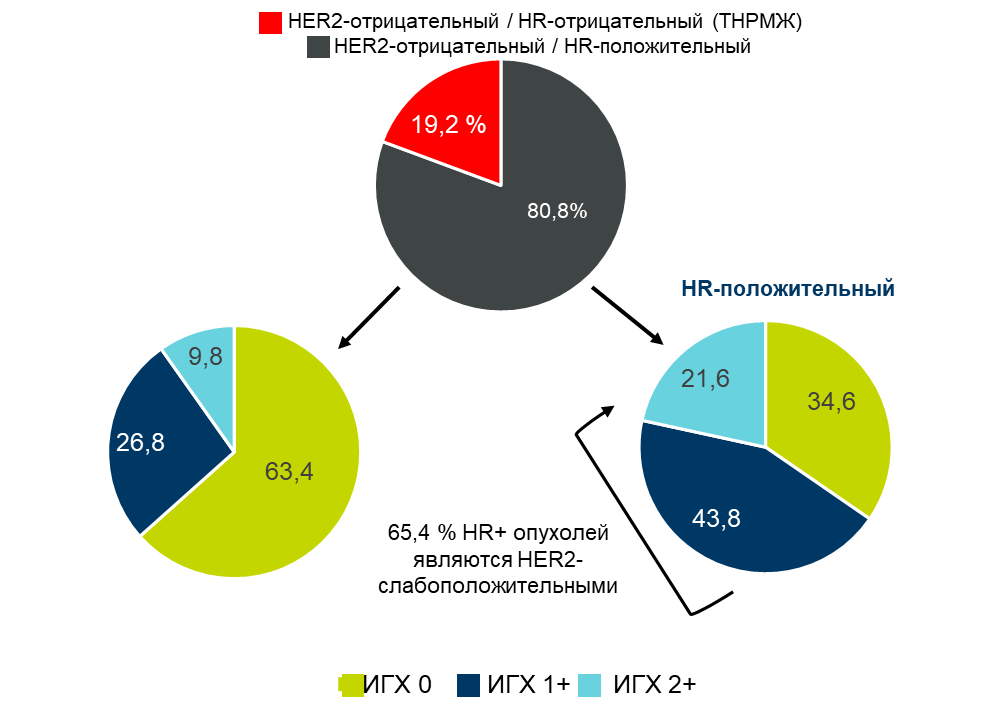 HER2-отрицательный / HR-отрицательный (ТНРМЖ)
HER2-отрицательный / HR-положительный
19,2 %
80,8%
HR-положительный
9,8
26,8
63,4
21,6
34,6
43,8
65,4 % HR+ опухолей
являются HER2-
слабоположительными
ИГХ 0 ИГХ 1+ ИГХ 2+